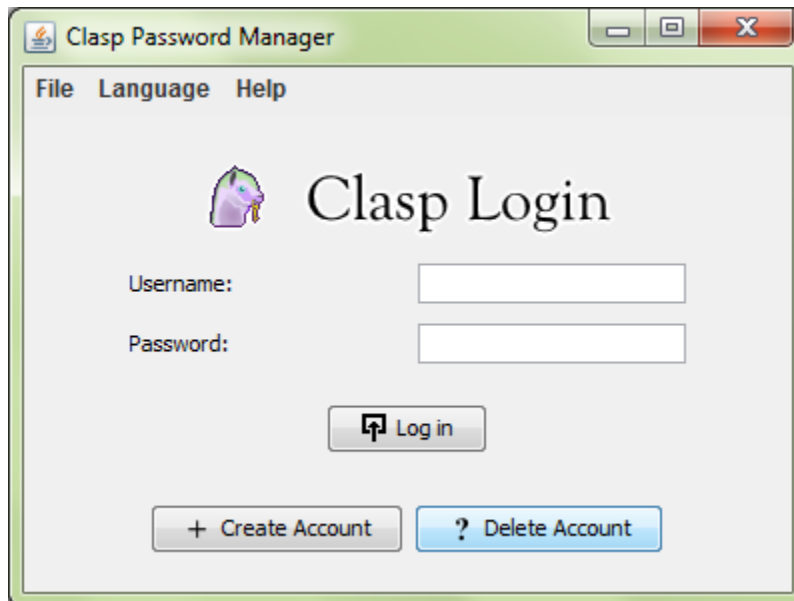 Clasp Password Manager
File Language Help
Clasp Login
Username:
Password:
Log in
+ Create Account ? Delete Account